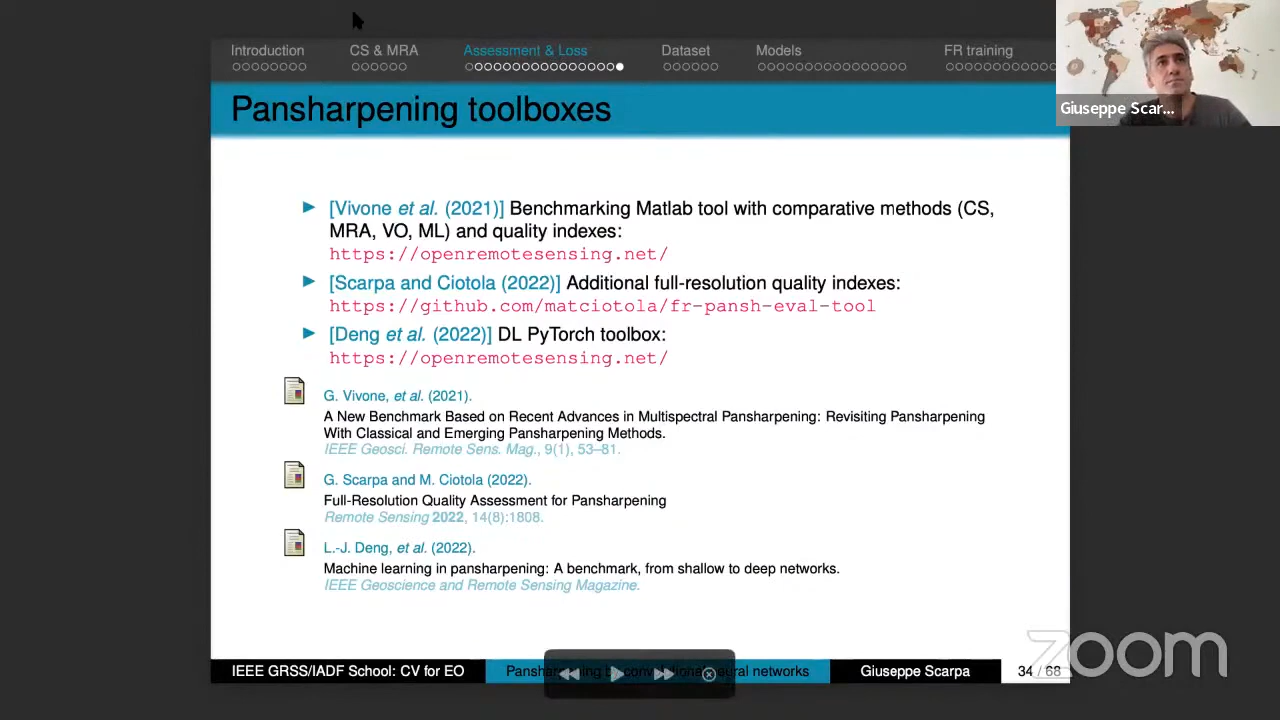 Introduction CS & MRA Assessment & Loss Dataset Models FR training
Giuseppe Scar...
Pansharpening toolboxes
[Vivone et al. (2021)] Benchmarking Matlab tool with comparative methods (CS,
MRA, VO, ML) and quality indexes:
https://openremotesensing.net/
[Scarpa and Ciotola (2022)] Additional full-resolution quality indexes:
https://github.com/matciotola/fr-pansh-eval-tool
[Deng et al. (2022)] DL PyTorch toolbox:
https://openremotesensing.net/
G. Vivone, et al. (2021).
A New Benchmark Based on Recent Advances in Multispectral Pansharpening: Revisiting Pansharpening
With Classical and Emerging Pansharpening Methods.
IEEE Geosci. Remote Sens. Mag., 9(1), 53–81.
G. Scarpa and M. Ciotola (2022).
Full-Resolution Quality Assessment for Pansharpening
Remote Sensing 2022, 14(8):1808.
L.-J. Deng, et al. (2022).
Machine learning in pansharpening: A benchmark, from shallow to deep networks.
IEEE Geoscience and Remote Sensing Magazine.
zoom
IEEE GRSS/IADF School: CV for EO Pansharpening by convolutional neural networks Giuseppe Scarpa 34 / 68